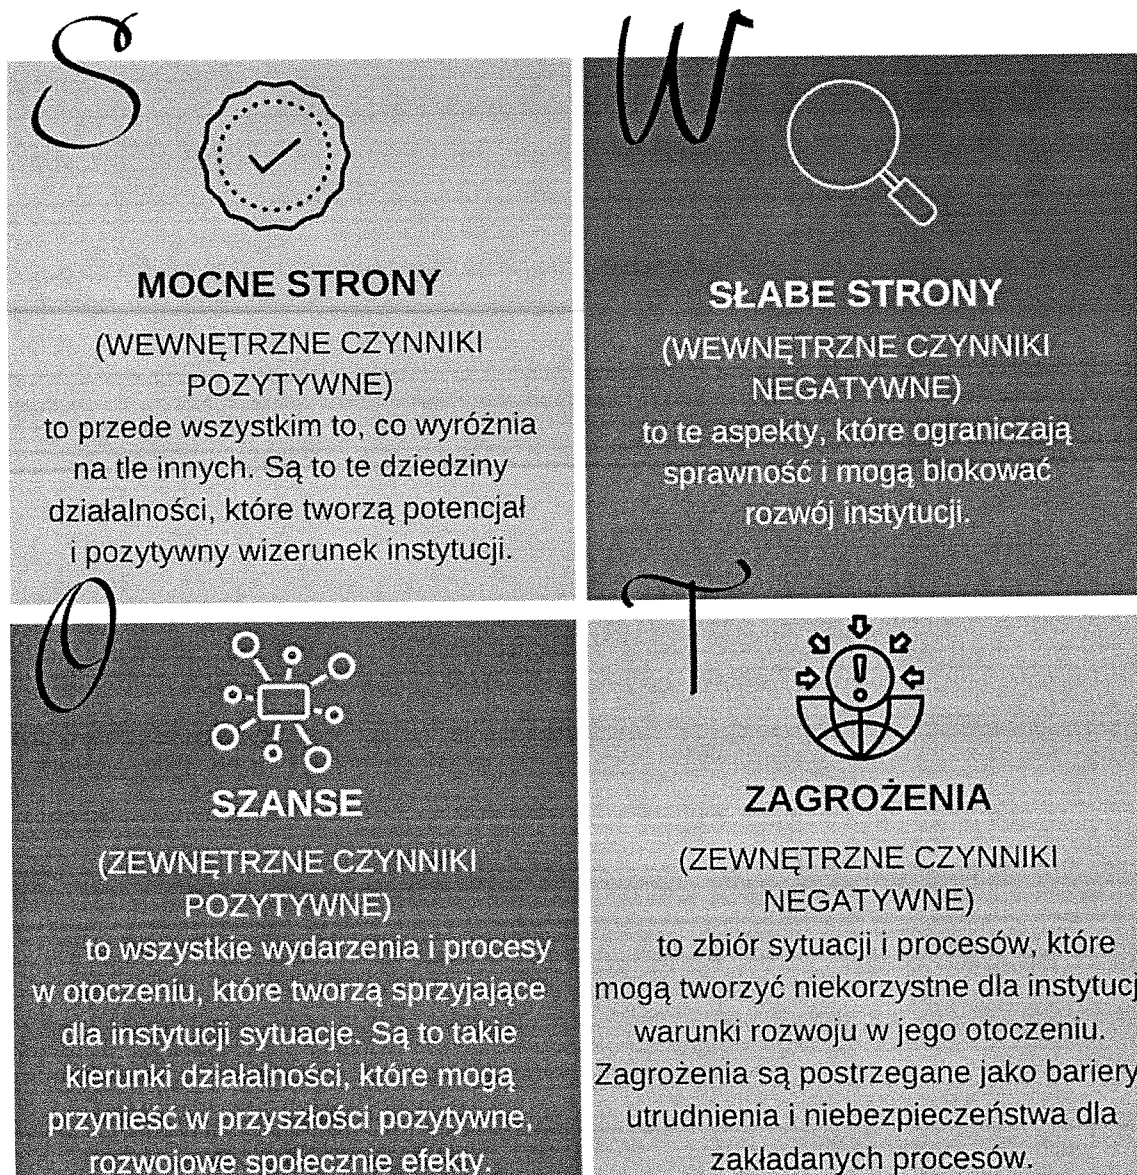 S
MOCNE STRONY
(WEWNĘTRZNE CZYNNIKI
POZYTYWNE)
to przede wszystkim to, co wyróżnia
na tle innych. Są to te dziedziny
działalności, które tworzą potencjał
i pozytywny wizerunek instytucji.
W
SŁABE STRONY
(WEWNĘTRZNE CZYNNIKI
NEGATYWNE)
to te aspekty, które ograniczają
sprawność i mogą blokować
rozwój instytucji.
O
SZANSE
(ZEWNĘTRZNE CZYNNIKI
POZYTYWNE)
to wszystkie wydarzenia i procesy
w otoczeniu, które tworzą sprzyjające
dla instytucji sytuacje. Są to takie
kierunki działalności, które mogą
przynieść w przyszłości pozytywne,
rozwojowe społecznie efekty.
T
ZAGROŻENIA
(ZEWNĘTRZNE CZYNNIKI
NEGATYWNE)
to zbiór sytuacji i procesów, które
mogą tworzyć niekorzystne dla instytucj
warunki rozwoju w jego otoczeniu.
Zagrożenia są postrzegane jako bariery
utrudnienia i niebezpieczeństwa dla
zakładanych procesów.